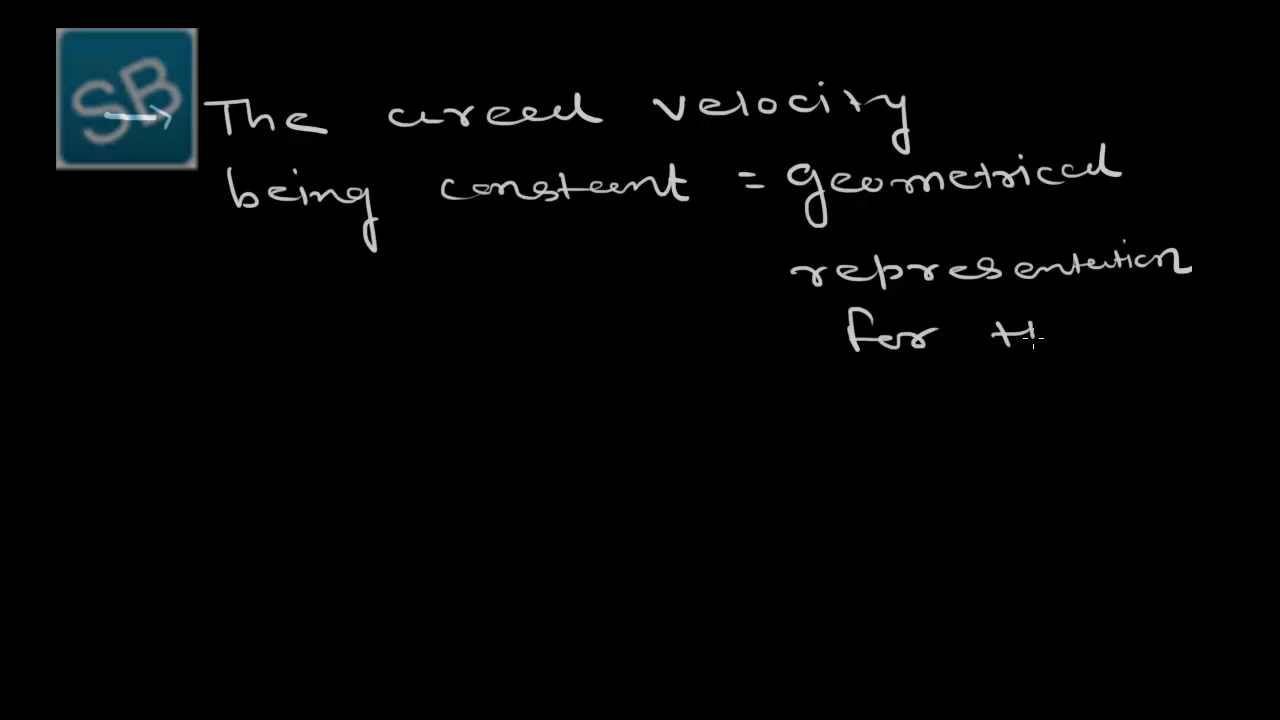 SB
→ The areal velocity
being constant = geometrical
representation
for